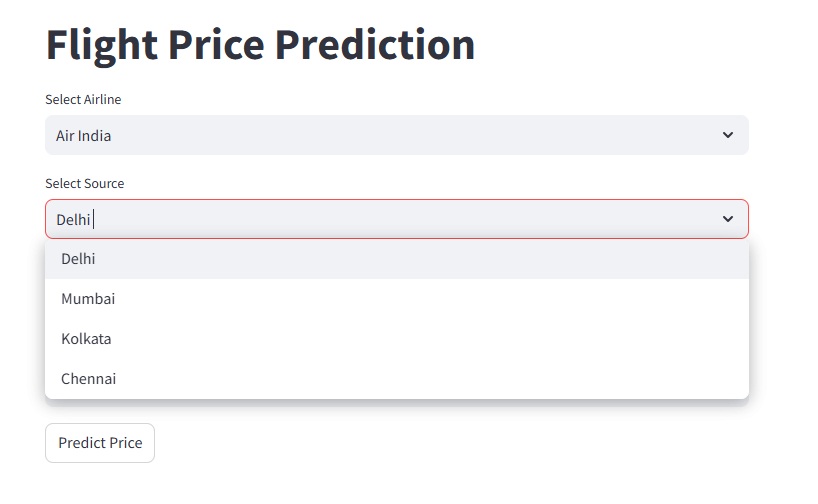 Flight Price Prediction
Select Airline
Air India
Select Source
Delhi
Delhi
Mumbai
Kolkata
Chennai
Predict Price